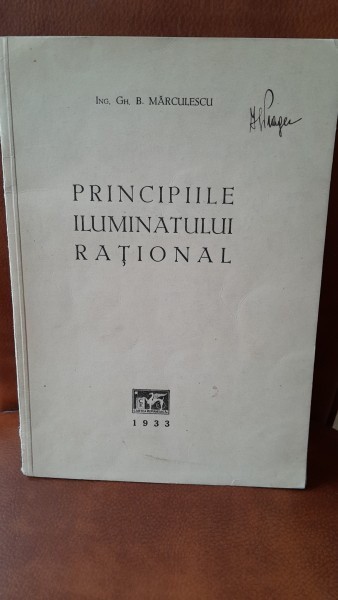 ING. GH. B. MĂRCULESCU
PRINCIPIILE
ILUMINATULUI
RAȚIONAL
1933